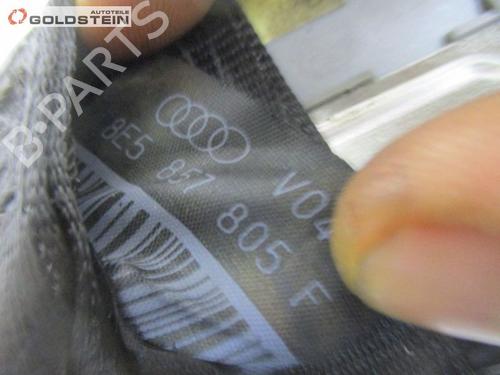 AUTOTEILE
GOLDSTEIN
B-PARTS
V04
8E5 857 805 F